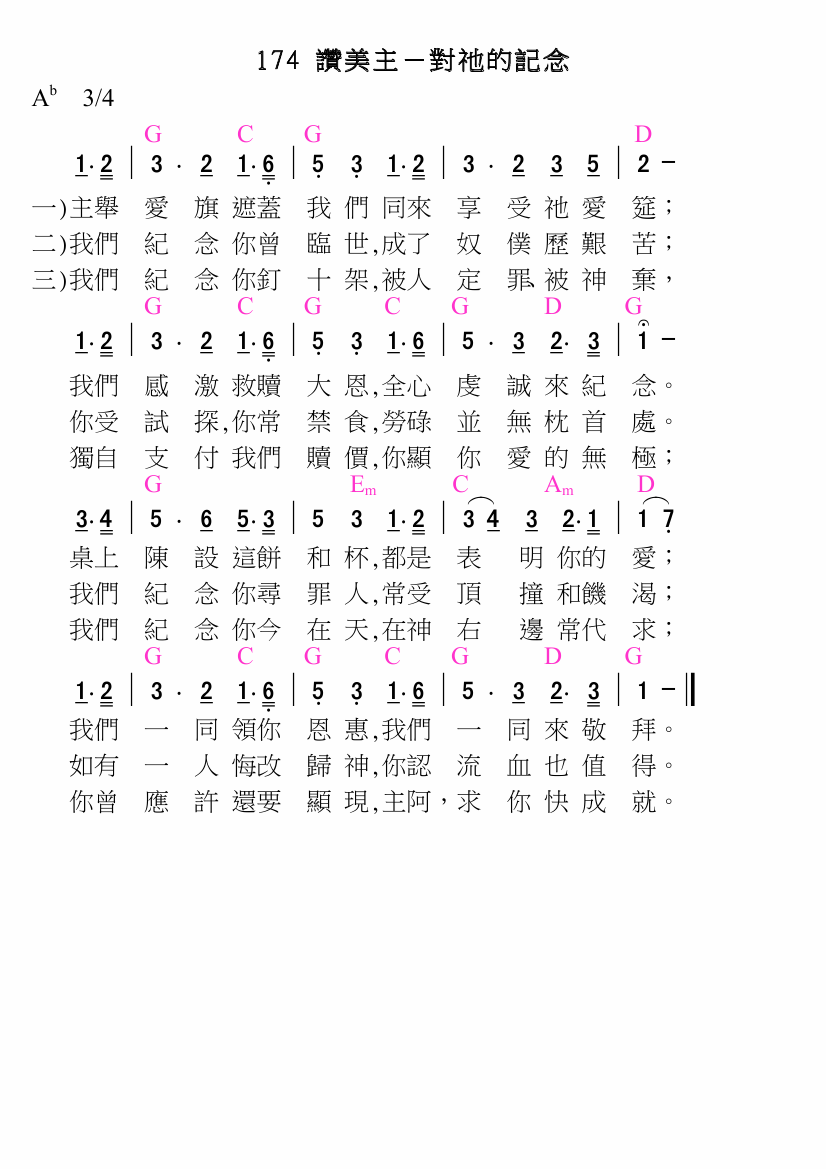 174 讚美主－對祂的記念
A♭ 3/4
G C G D
1· 2 | 3 · 2 1· 6 | 5 3 1· 2 | 3 · 2 3 5 | 2 －
一)主舉 愛 旗 遮蓋 我 們 同來 享 受 祂 愛 筵；
二)我們 紀 念 你曾 臨 世,成了 奴 僕 歷 艱 苦；
三)我們 紀 念 你釘 十 架,被人 定 罪、被 神 棄，
G C G C G D G
1· 2 | 3 · 2 1· 6 | 5 3 1· 6 | 5 · 3 2· 3 | 1 －
我們 感 激 救贖 大 恩,全心 虔 誠 來 紀 念。
你受 試 探,你常 禁 食,勞碌 並 無 枕 首 處。
獨自 支 付 我們 贖 價,你顯 你 愛 的 無 極；
G Em C Am D
3· 4 | 5 · 6 5· 3 | 5 3 1· 2 | 3 4 3 2· 1 | 1 7
桌上 陳 設 這餅 和 杯,都是 表 明 你的 愛；
我們 紀 念 你尋 罪 人,常受 頂 撞 和饑 渴；
我們 紀 念 你今 在 天,在神 右 邊 常代 求；
G C G C G D G
1· 2 | 3 · 2 1· 6 | 5 3 1· 6 | 5 · 3 2· 3 | 1 － ‖
我們 一 同 領你 恩 惠,我們 一 同 來 敬 拜。
如有 一 人 悔改 歸 神,你認 流 血 也 值 得。
你曾 應 許 還要 顯 現,主阿，求 你 快 成 就。